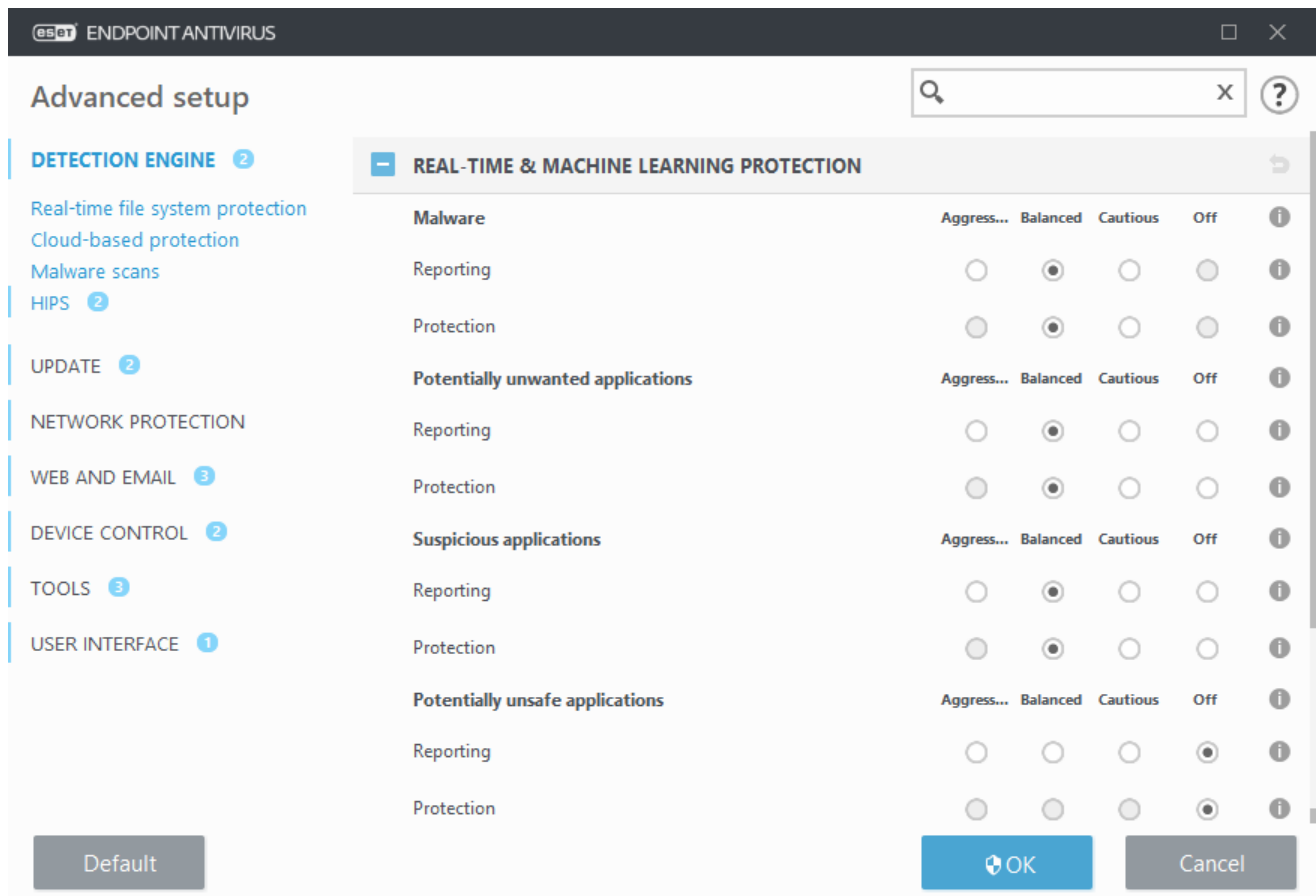 eset ENDPOINT ANTIVIRUS
Advanced setup
X
?
DETECTION ENGINE 2
Real-time file system protection
Cloud-based protection
Malware scans
HIPS 2
UPDATE 2
NETWORK PROTECTION
WEB AND EMAIL 3
DEVICE CONTROL 2
TOOLS 3
USER INTERFACE 1
REAL-TIME & MACHINE LEARNING PROTECTION
Malware Aggress... Balanced Cautious Off i
Reporting i
Protection i
Potentially unwanted applications Aggress... Balanced Cautious Off i
Reporting i
Protection i
Suspicious applications Aggress... Balanced Cautious Off i
Reporting i
Protection i
Potentially unsafe applications Aggress... Balanced Cautious Off i
Reporting i
Protection i
Default OK Cancel